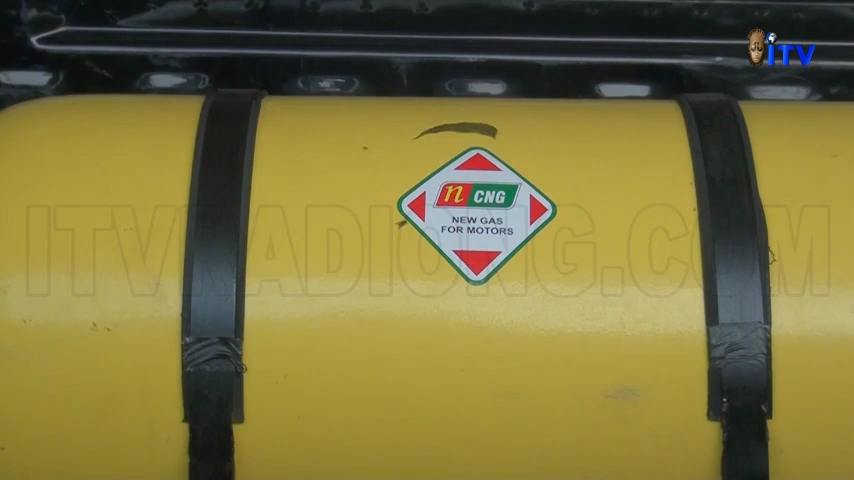 iTV
n CNG
NEW GAS
FOR MOTORS
ITVRADIONG.COM